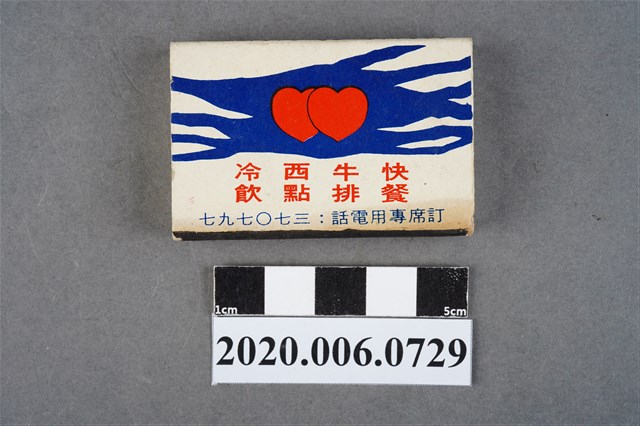 快餐
牛排
西點
冷飲
訂席專用電話：三七〇七九七
1cm
5cm
2020.006.0729